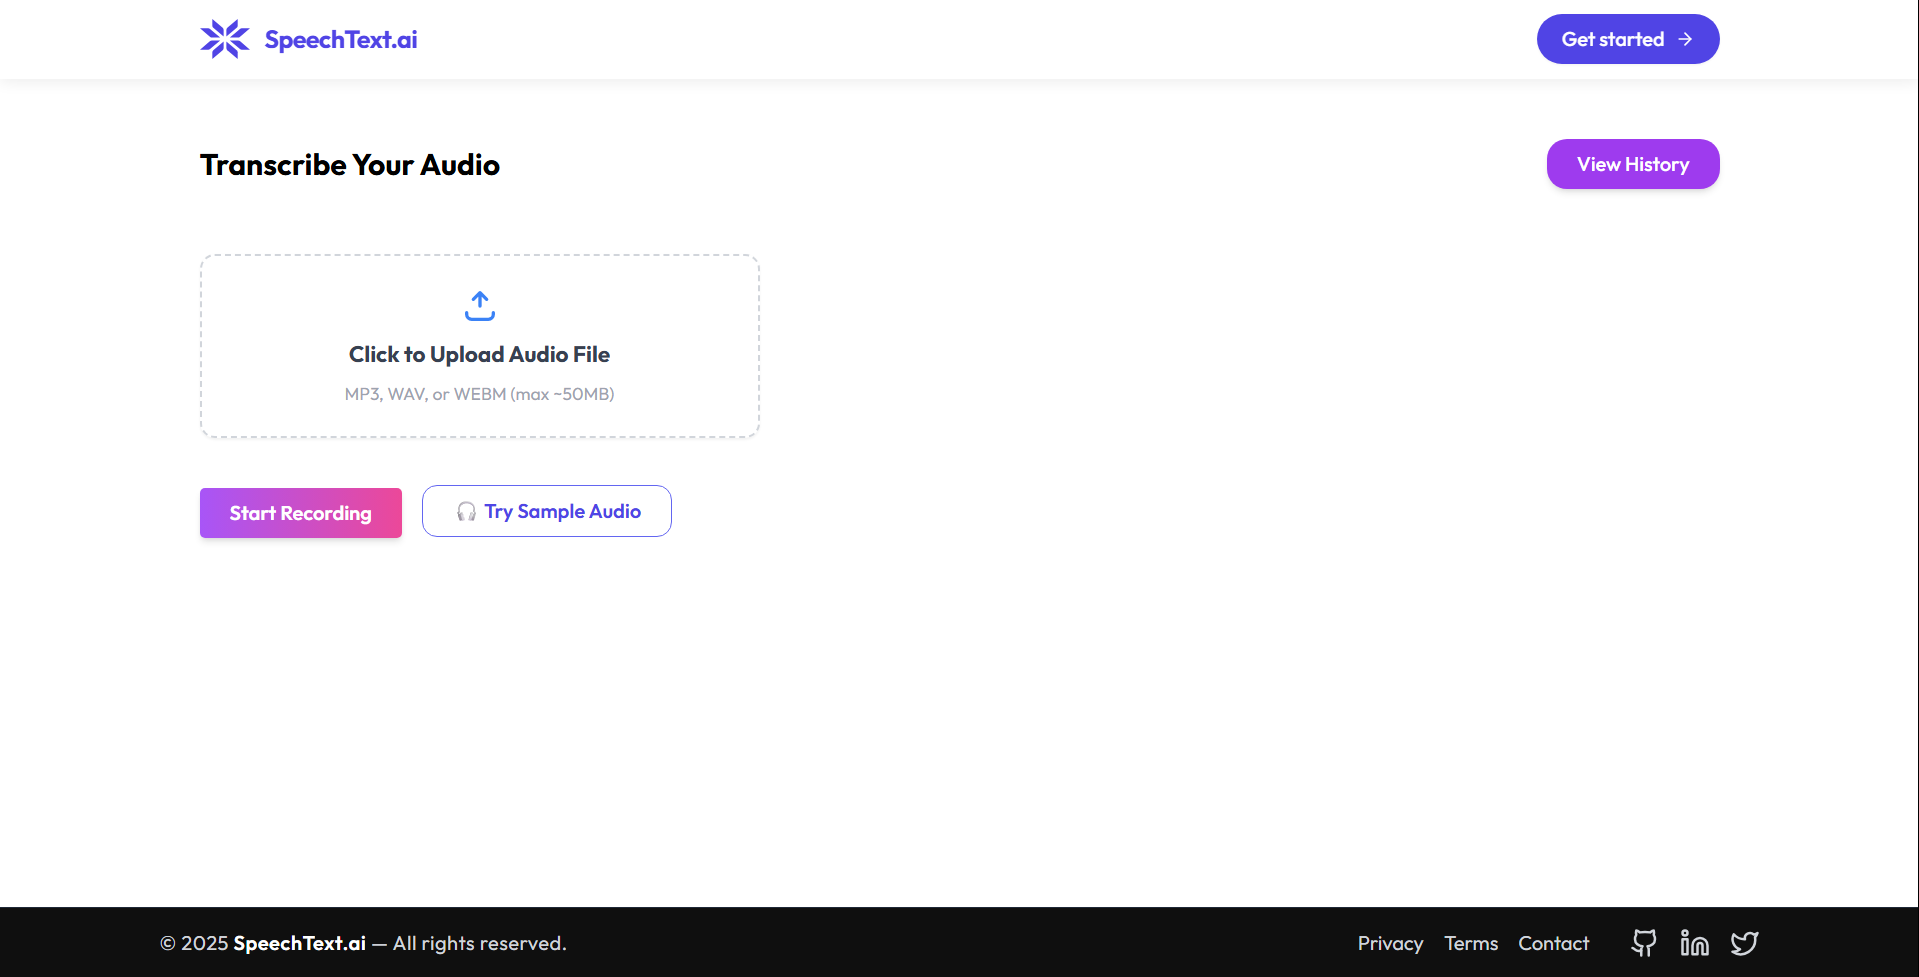 SpeechText.ai
Get started
Transcribe Your Audio
View History
Click to Upload Audio File
MP3, WAV, or WEBM (max ~50MB)
Start Recording
🎧 Try Sample Audio
© 2025 SpeechText.ai — All rights reserved.
Privacy Terms Contact